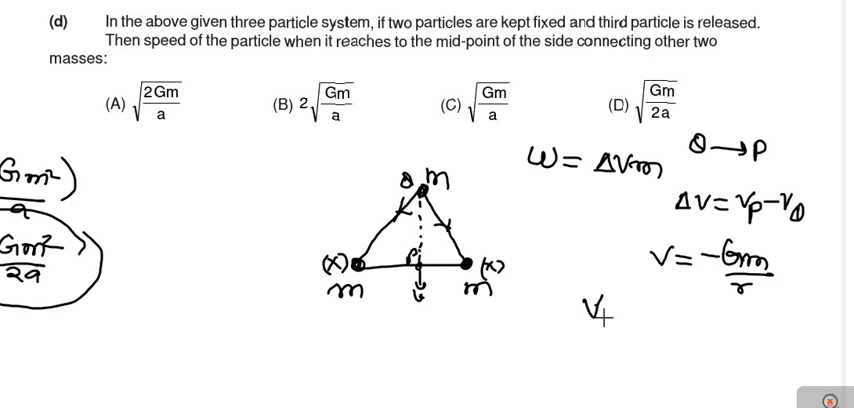 (d) In the above given three particle system, if two particles are kept fixed and third particle is released.
Then speed of the particle when it reaches to the mid-point of the side connecting other two
masses:
(A) √(2Gm/a) (B) 2√(Gm/a) (C) √(Gm/a) (D) √(Gm/2a)
Gm²)/a
Gm²/2a
m
P
(x) (x)
m m
v
W = ΔVm
Q→P
ΔV = Vp - VQ
V = -Gm/r
V